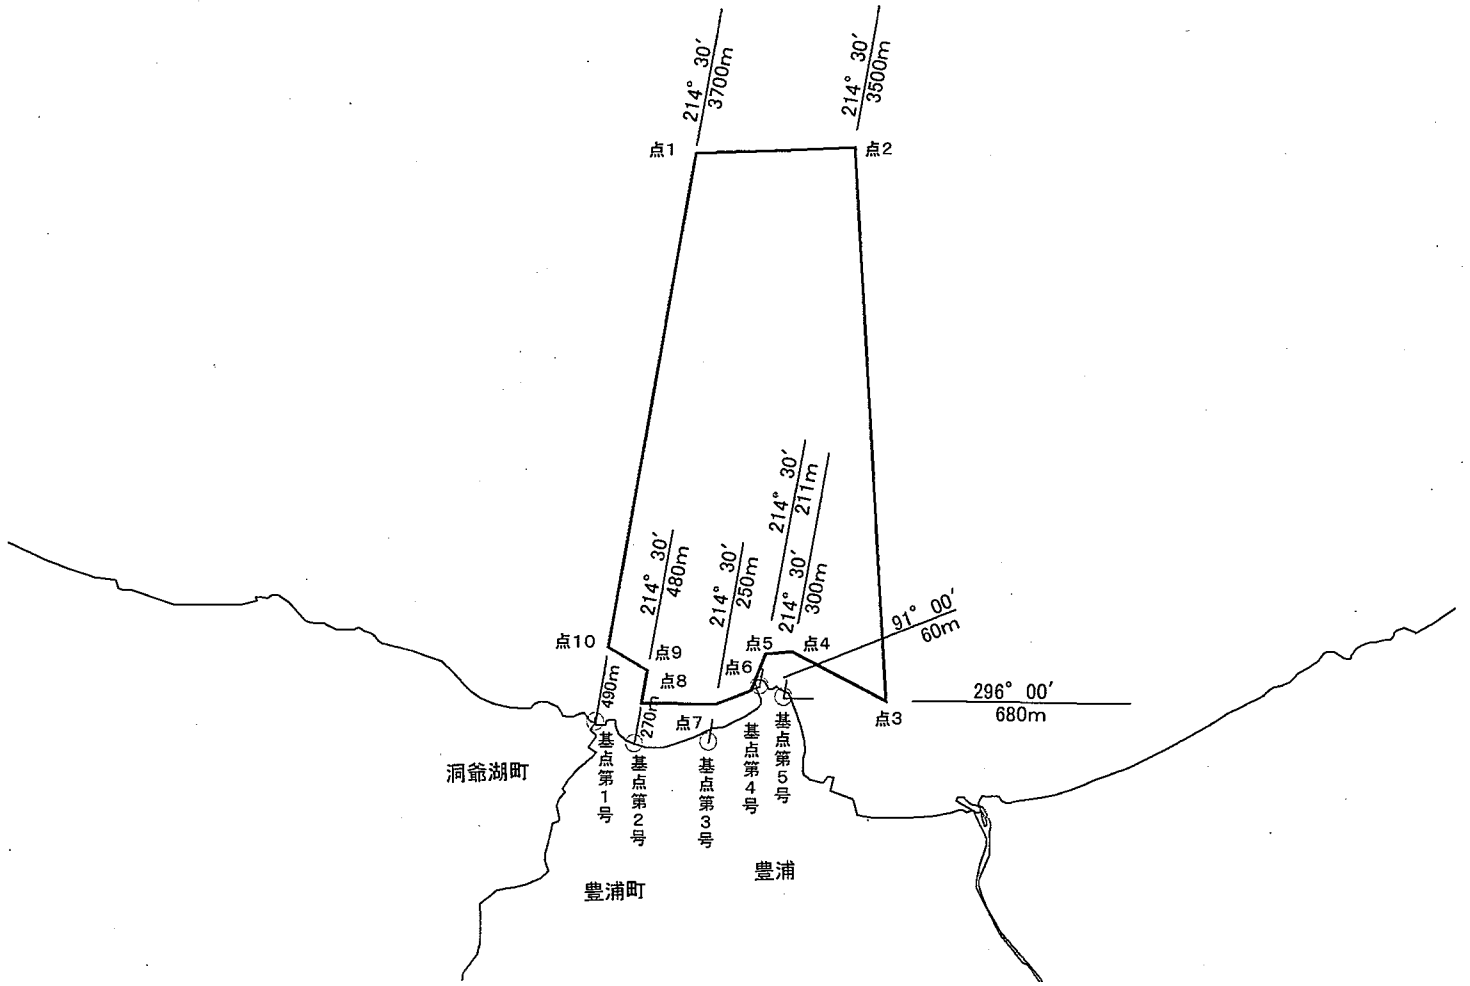 214° 30′
3700m
214° 30′
3500m
点1
点2
214° 30′
211m
214° 30′
300m
214° 30′
480m
214° 30′
250m
91° 00′
60m
点10
点9
点8
点7
点6
点5
点4
点3
296° 00′
680m
490m
270m
基点第1号
基点第2号
基点第3号
基点第4号
基点第5号
洞爺湖町
豊浦町
豊浦